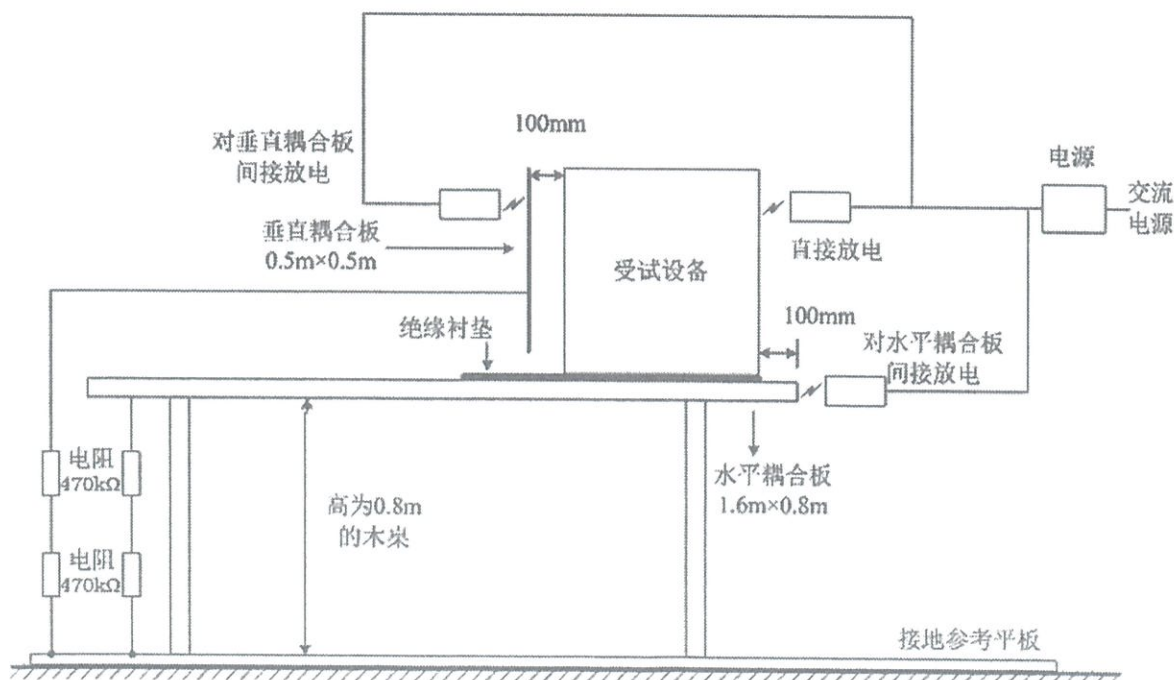 100mm
对垂直耦合板
间接放电
电源
交流
电源
垂直耦合板
0.5m×0.5m
受试设备
直接放电
100mm
绝缘衬垫
对水平耦合板
间接放电
电阻
470kΩ
水平耦合板
1.6m×0.8m
高为0.8m
的木桌
电阻
470kΩ
接地参考平板